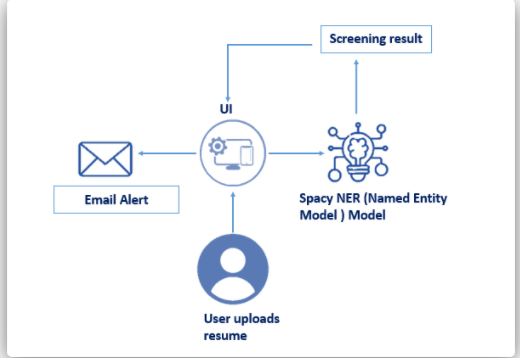 Screening result
UI
Email Alert
Spacy NER (Named Entity
Model ) Model
User uploads
resume